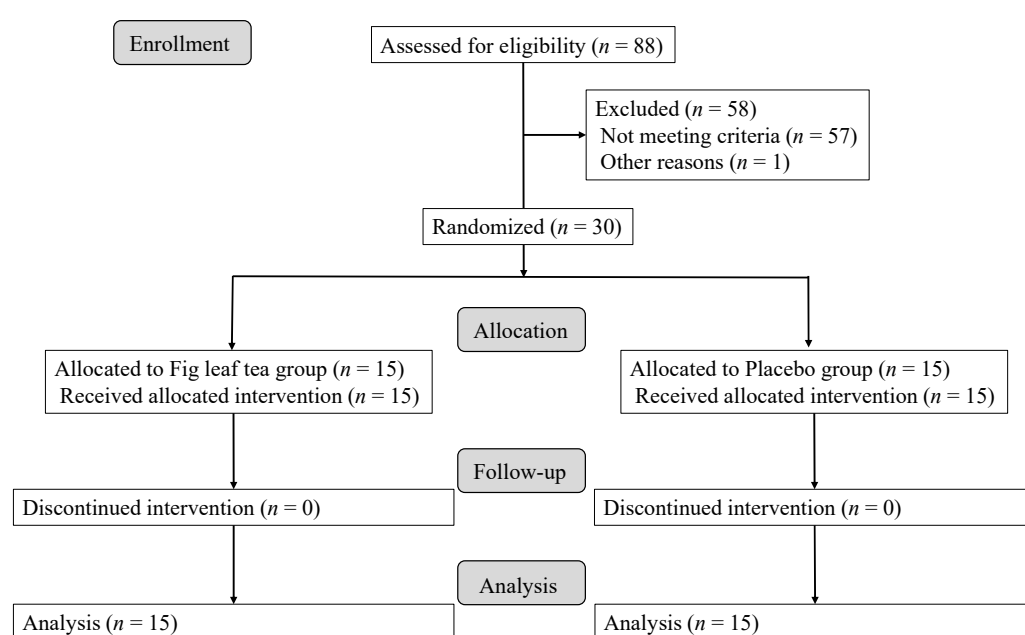 Enrollment
Assessed for eligibility (n = 88)
Excluded (n = 58)
Not meeting criteria (n = 57)
Other reasons (n = 1)
Randomized (n = 30)
Allocation
Allocated to Fig leaf tea group (n = 15)
Received allocated intervention (n = 15)
Allocated to Placebo group (n = 15)
Received allocated intervention (n = 15)
Follow-up
Discontinued intervention (n = 0)
Discontinued intervention (n = 0)
Analysis
Analysis (n = 15)
Analysis (n = 15)